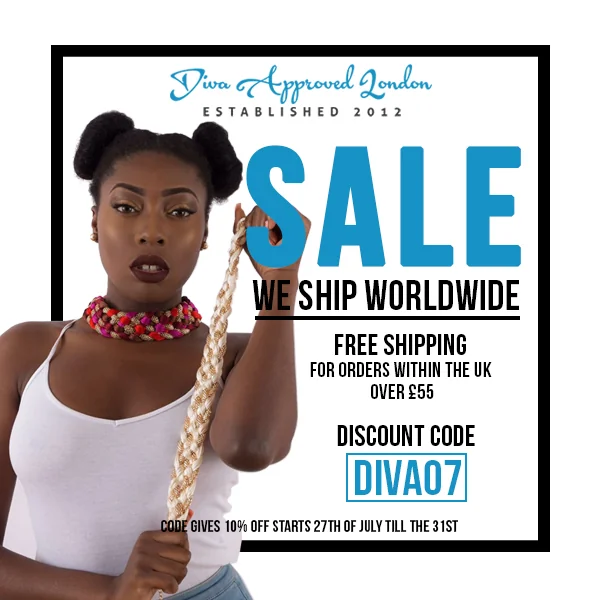 Diva Approved London
ESTABLISHED 2012
SALE
WE SHIP WORLDWIDE
FREE SHIPPING
FOR ORDERS WITHIN THE UK
OVER £55
DISCOUNT CODE
DIVA07
CODE GIVES 10% OFF STARTS 27TH OF JULY TILL THE 31ST